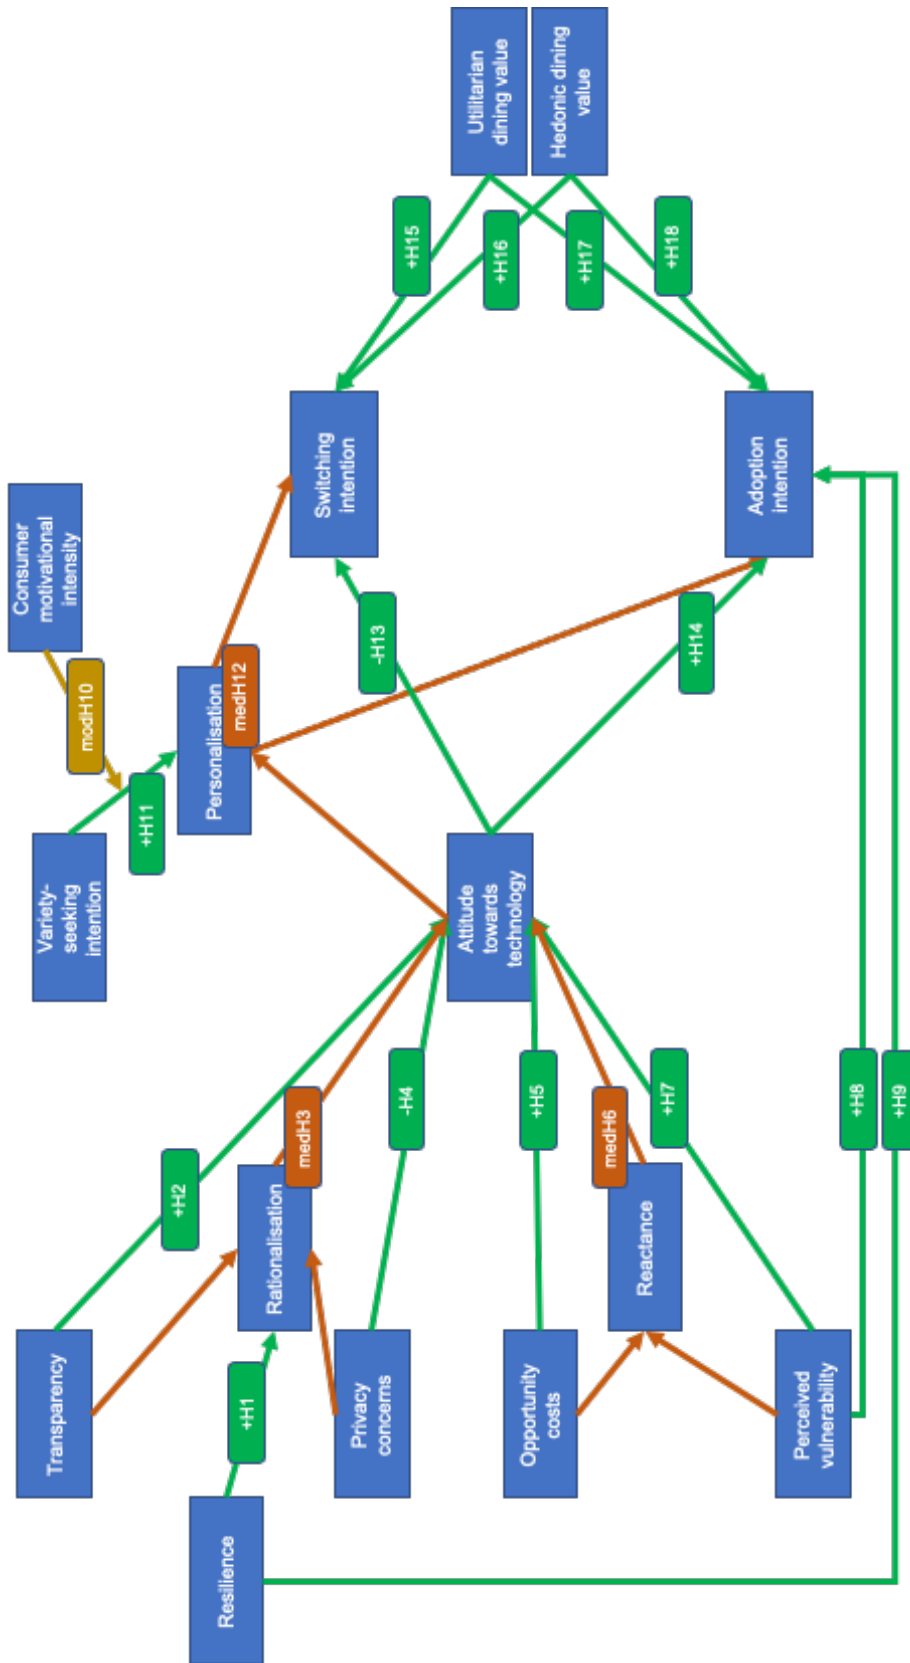 Resilience
Transparency
+H1
+H2
Rationalisation
medH3
Privacy
concerns
-H4
Opportunity
costs
+H5
Reactance
medH6
Perceived
vulnerability
+H7
+H8
+H9
Attitude
towards
technology
Variety-
seeking
intention
+H11
modH10
Consumer
motivational
intensity
Personalisation
medH12
-H13
+H14
Switching
intention
Adoption
intention
+H15
+H16
+H17
+H18
Utilitarian
dining value
Hedonic dining
value